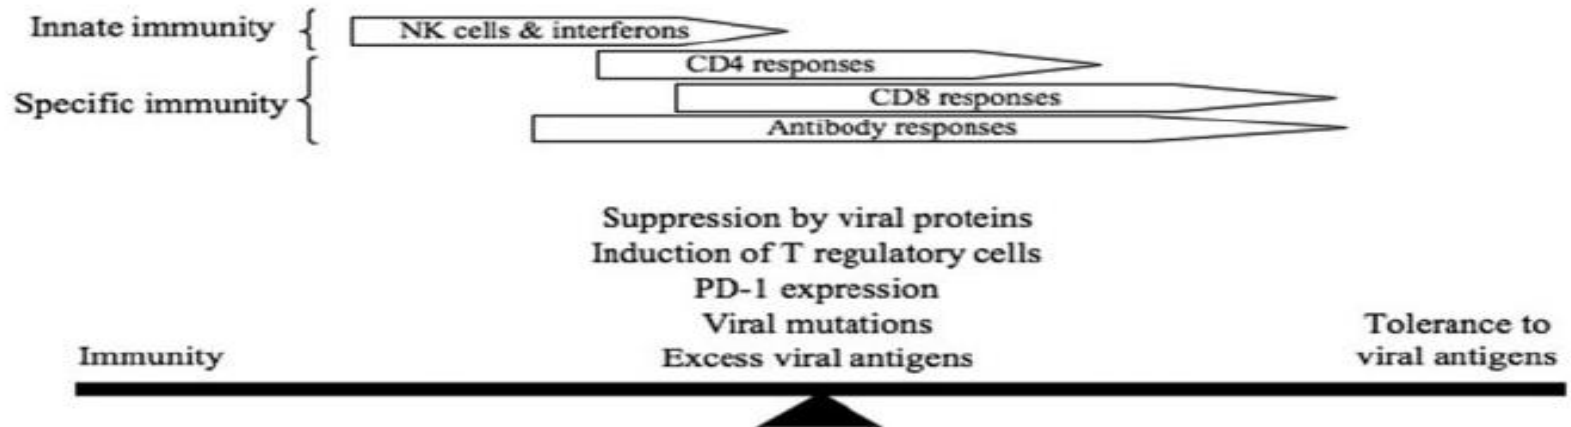 Innate immunity
NK cells & interferons
CD4 responses
Specific immunity
CD8 responses
Antibody responses
Suppression by viral proteins
Induction of T regulatory cells
PD-1 expression
Viral mutations
Excess viral antigens
Immunity
Tolerance to
viral antigens